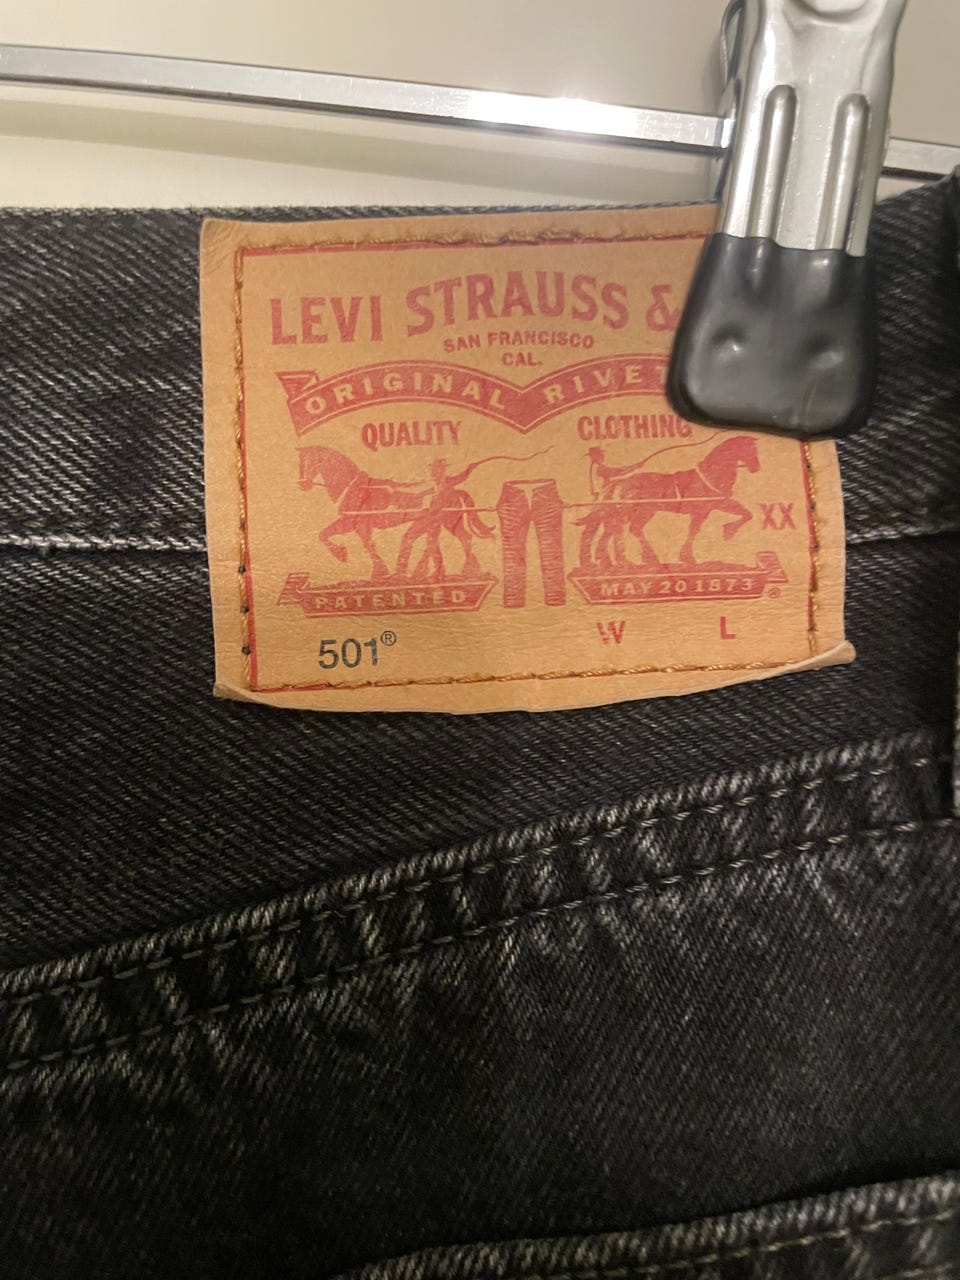 LEVI STRAUSS &
SAN FRANCISCO
CAL.
ORIGINAL RIVET
QUALITY CLOTHING
XX
PATENTED MAY 20 1873 ®
501® W L